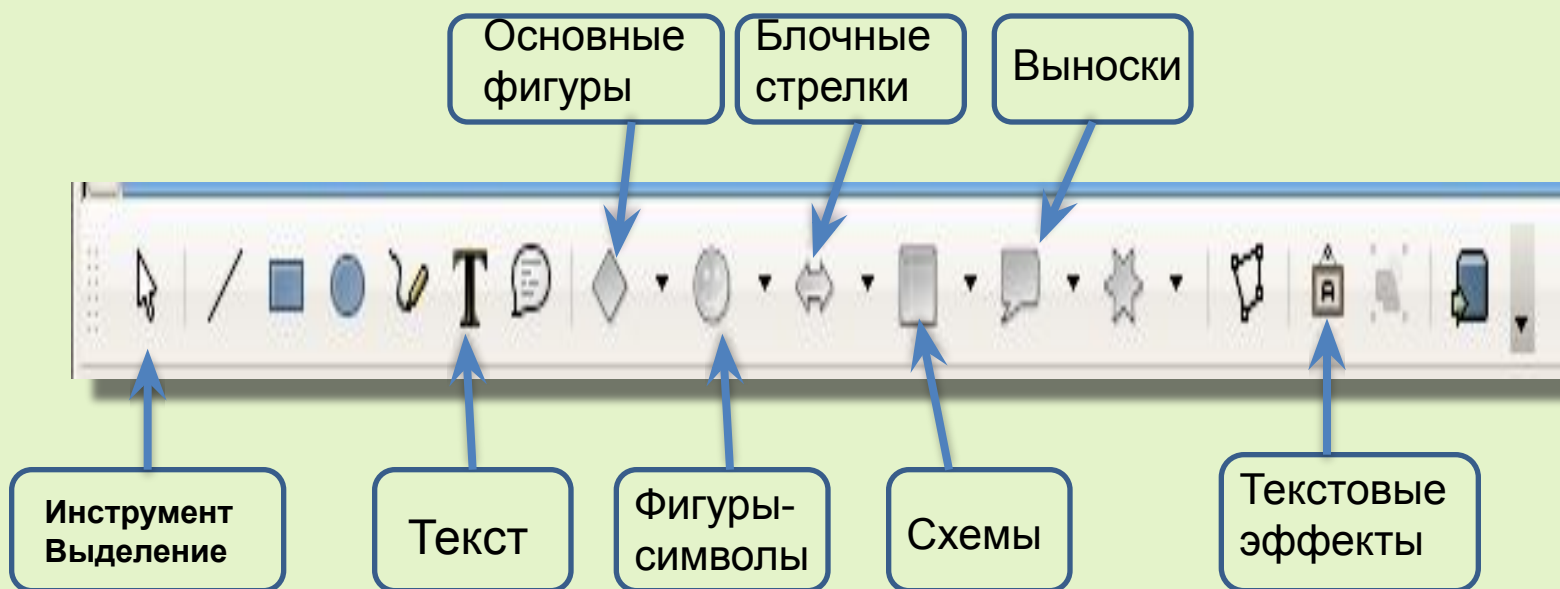 Основные
фигуры
Блочные
стрелки
Выноски
T
A
Инструмент
Выделение
Текст
Фигуры-
символы
Схемы
Текстовые
эффекты